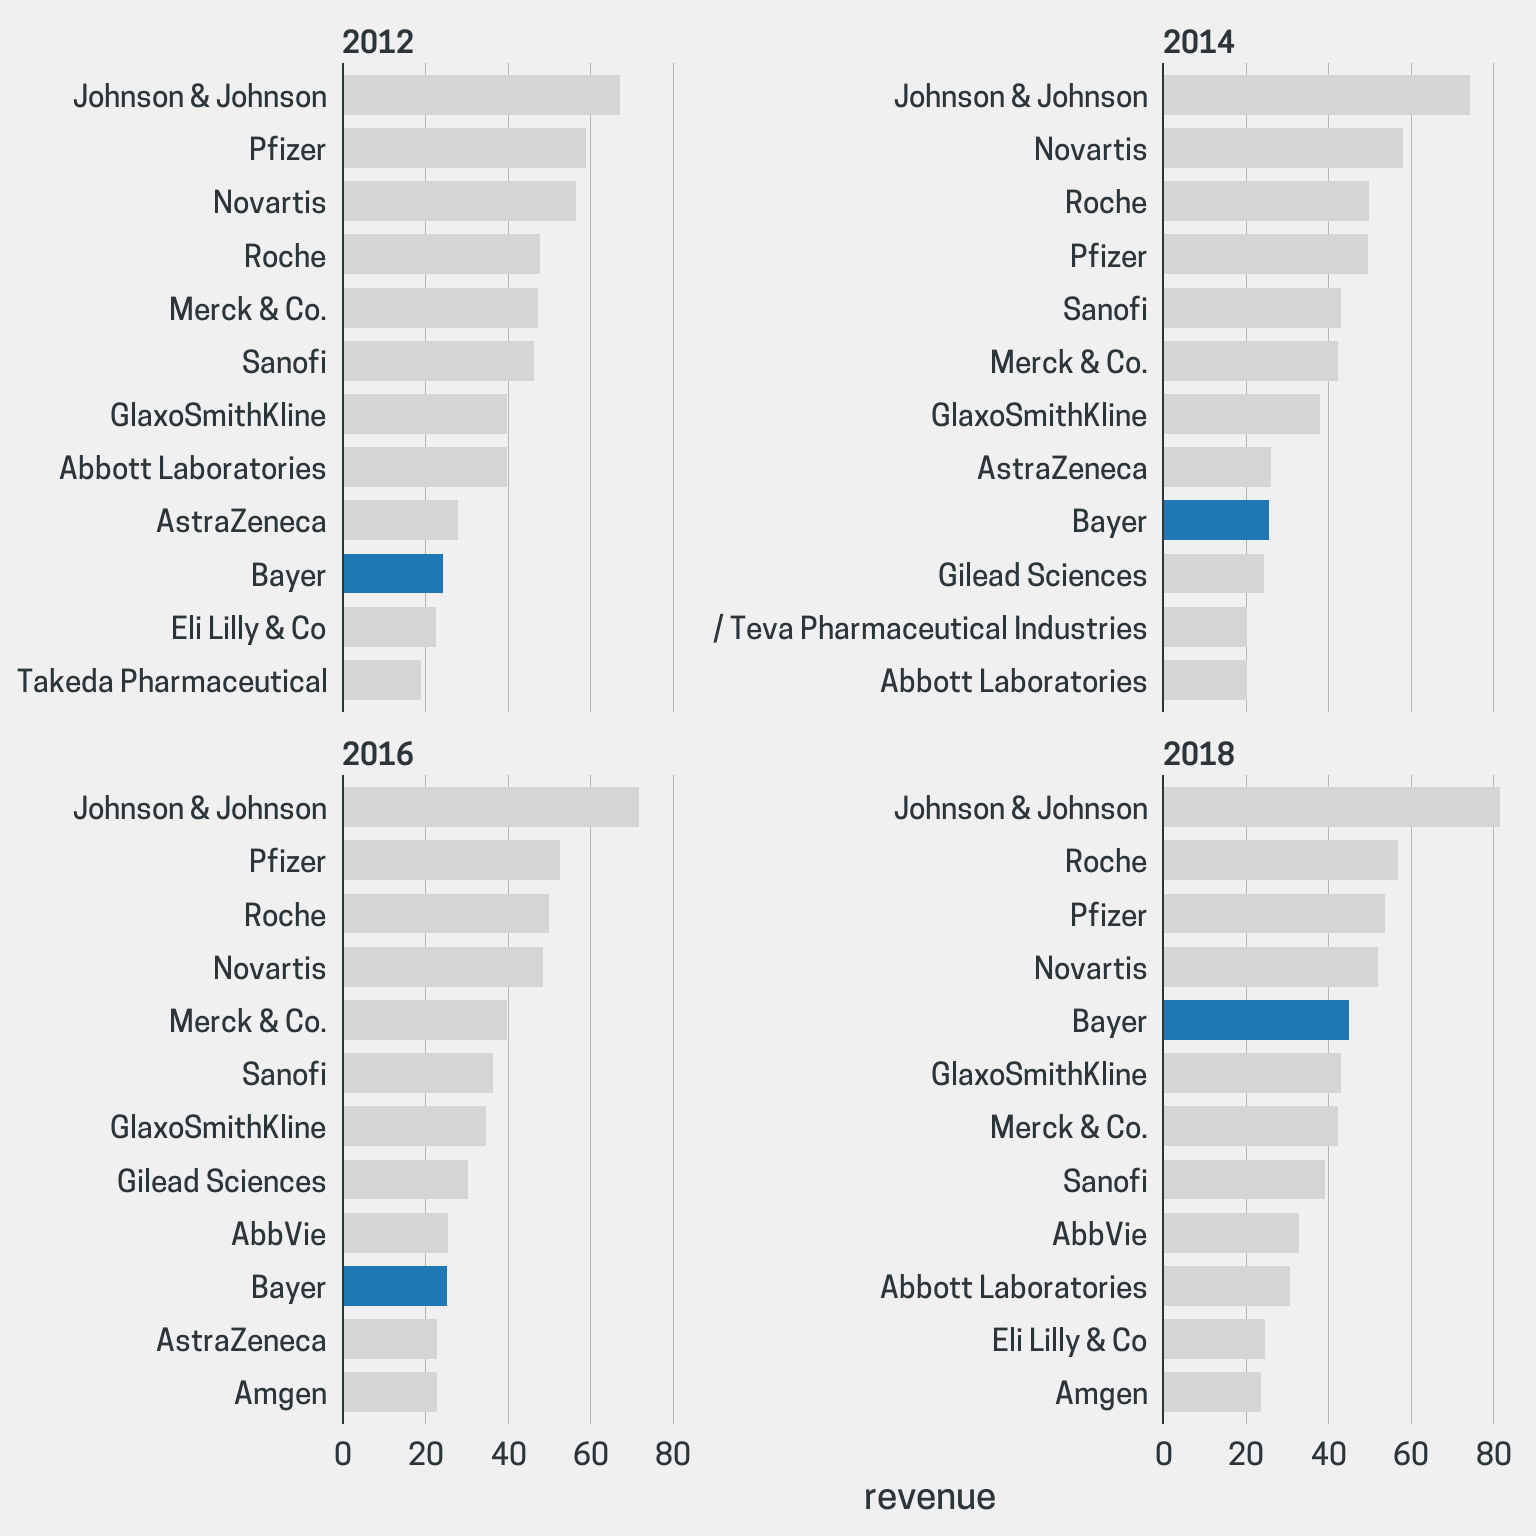 2012
Johnson & Johnson
Pfizer
Novartis
Roche
Merck & Co.
Sanofi
GlaxoSmithKline
Abbott Laboratories
AstraZeneca
Bayer
Eli Lilly & Co
Takeda Pharmaceutical
2014
Johnson & Johnson
Novartis
Roche
Pfizer
Sanofi
Merck & Co.
GlaxoSmithKline
AstraZeneca
Bayer
Gilead Sciences
/ Teva Pharmaceutical Industries
Abbott Laboratories
2016
Johnson & Johnson
Pfizer
Roche
Novartis
Merck & Co.
Sanofi
GlaxoSmithKline
Gilead Sciences
AbbVie
Bayer
AstraZeneca
Amgen
0 20 40 60 80
2018
Johnson & Johnson
Roche
Pfizer
Novartis
Bayer
GlaxoSmithKline
Merck & Co.
Sanofi
AbbVie
Abbott Laboratories
Eli Lilly & Co
Amgen
0 20 40 60 80
revenue